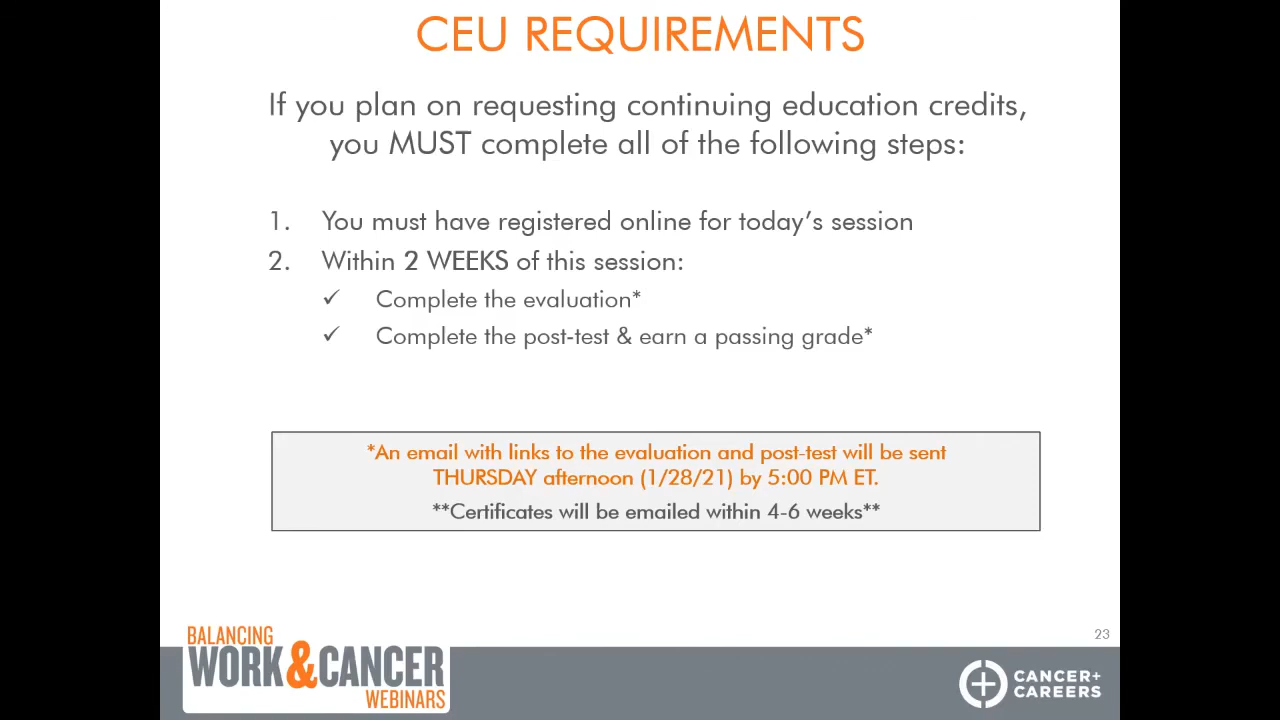 CEU REQUIREMENTS
If you plan on requesting continuing education credits,
you MUST complete all of the following steps:
1. You must have registered online for today's session
2. Within 2 WEEKS of this session:
✓ Complete the evaluation*
✓ Complete the post-test & earn a passing grade*
*An email with links to the evaluation and post-test will be sent
THURSDAY afternoon (1/28/21) by 5:00 PM ET.
**Certificates will be emailed within 4-6 weeks**
23
BALANCING
WORK & CANCER
WEBINARS
CANCER+
CAREERS